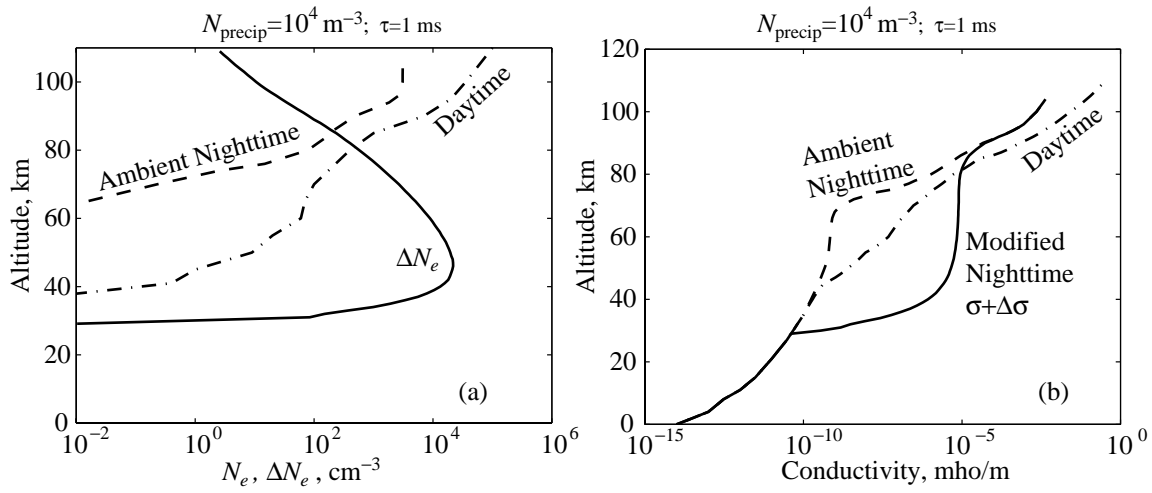 N_precip=10^4 m^−3; τ=1 ms
100
80
60
40
20
0
Altitude, km
Ambient Nighttime
Daytime
ΔN_e
(a)
10^−2
10^0
10^2
10^4
10^6
N_e, ΔN_e, cm^−3
N_precip=10^4 m^−3; τ=1 ms
120
100
80
60
40
20
0
Altitude, km
Ambient
Nighttime
Daytime
Modified
Nighttime
σ+Δσ
(b)
10^−15
10^−10
10^−5
10^0
Conductivity, mho/m